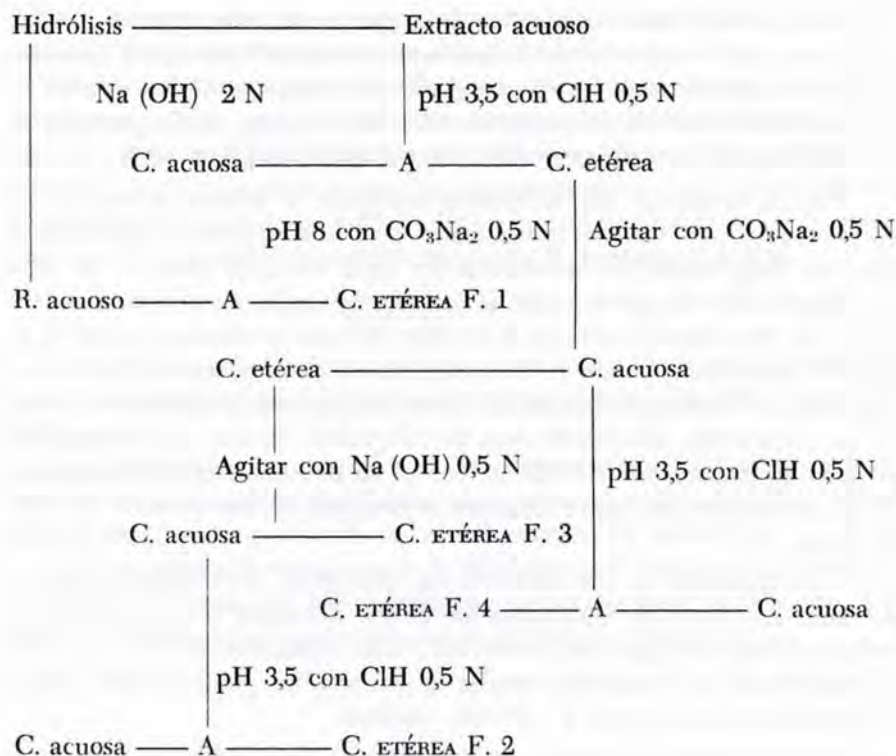 Hidrólisis Extracto acuoso
Na (OH) 2 N pH 3,5 con ClH 0,5 N
C. acuosa A C. etérea
pH 8 con CO₃Na₂ 0,5 N Agitar con CO₃Na₂ 0,5 N
R. acuoso A C. ETÉREA F. 1
C. etérea C. acuosa
Agitar con Na (OH) 0,5 N pH 3,5 con ClH 0,5 N
C. acuosa C. ETÉREA F. 3
C. ETÉREA F. 4 A C. acuosa
pH 3,5 con ClH 0,5 N
C. acuosa A C. ETÉREA F. 2